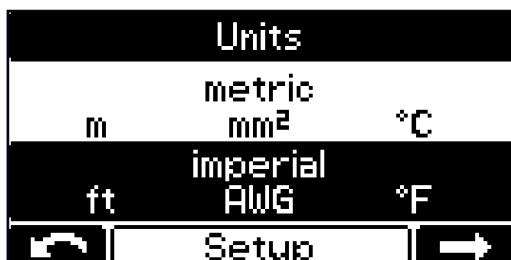 Units
metric
m mm² °C
imperial
ft AWG °F
Setup